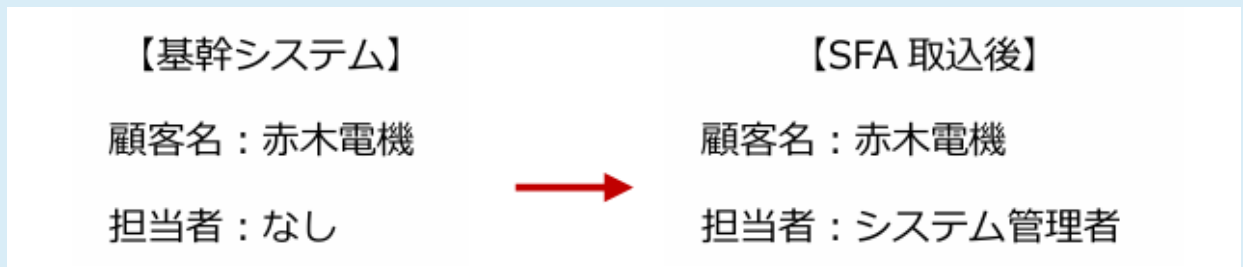 【基幹システム】
顧客名：赤木電機
担当者：なし
【SFA 取込後】
顧客名：赤木電機
担当者：システム管理者